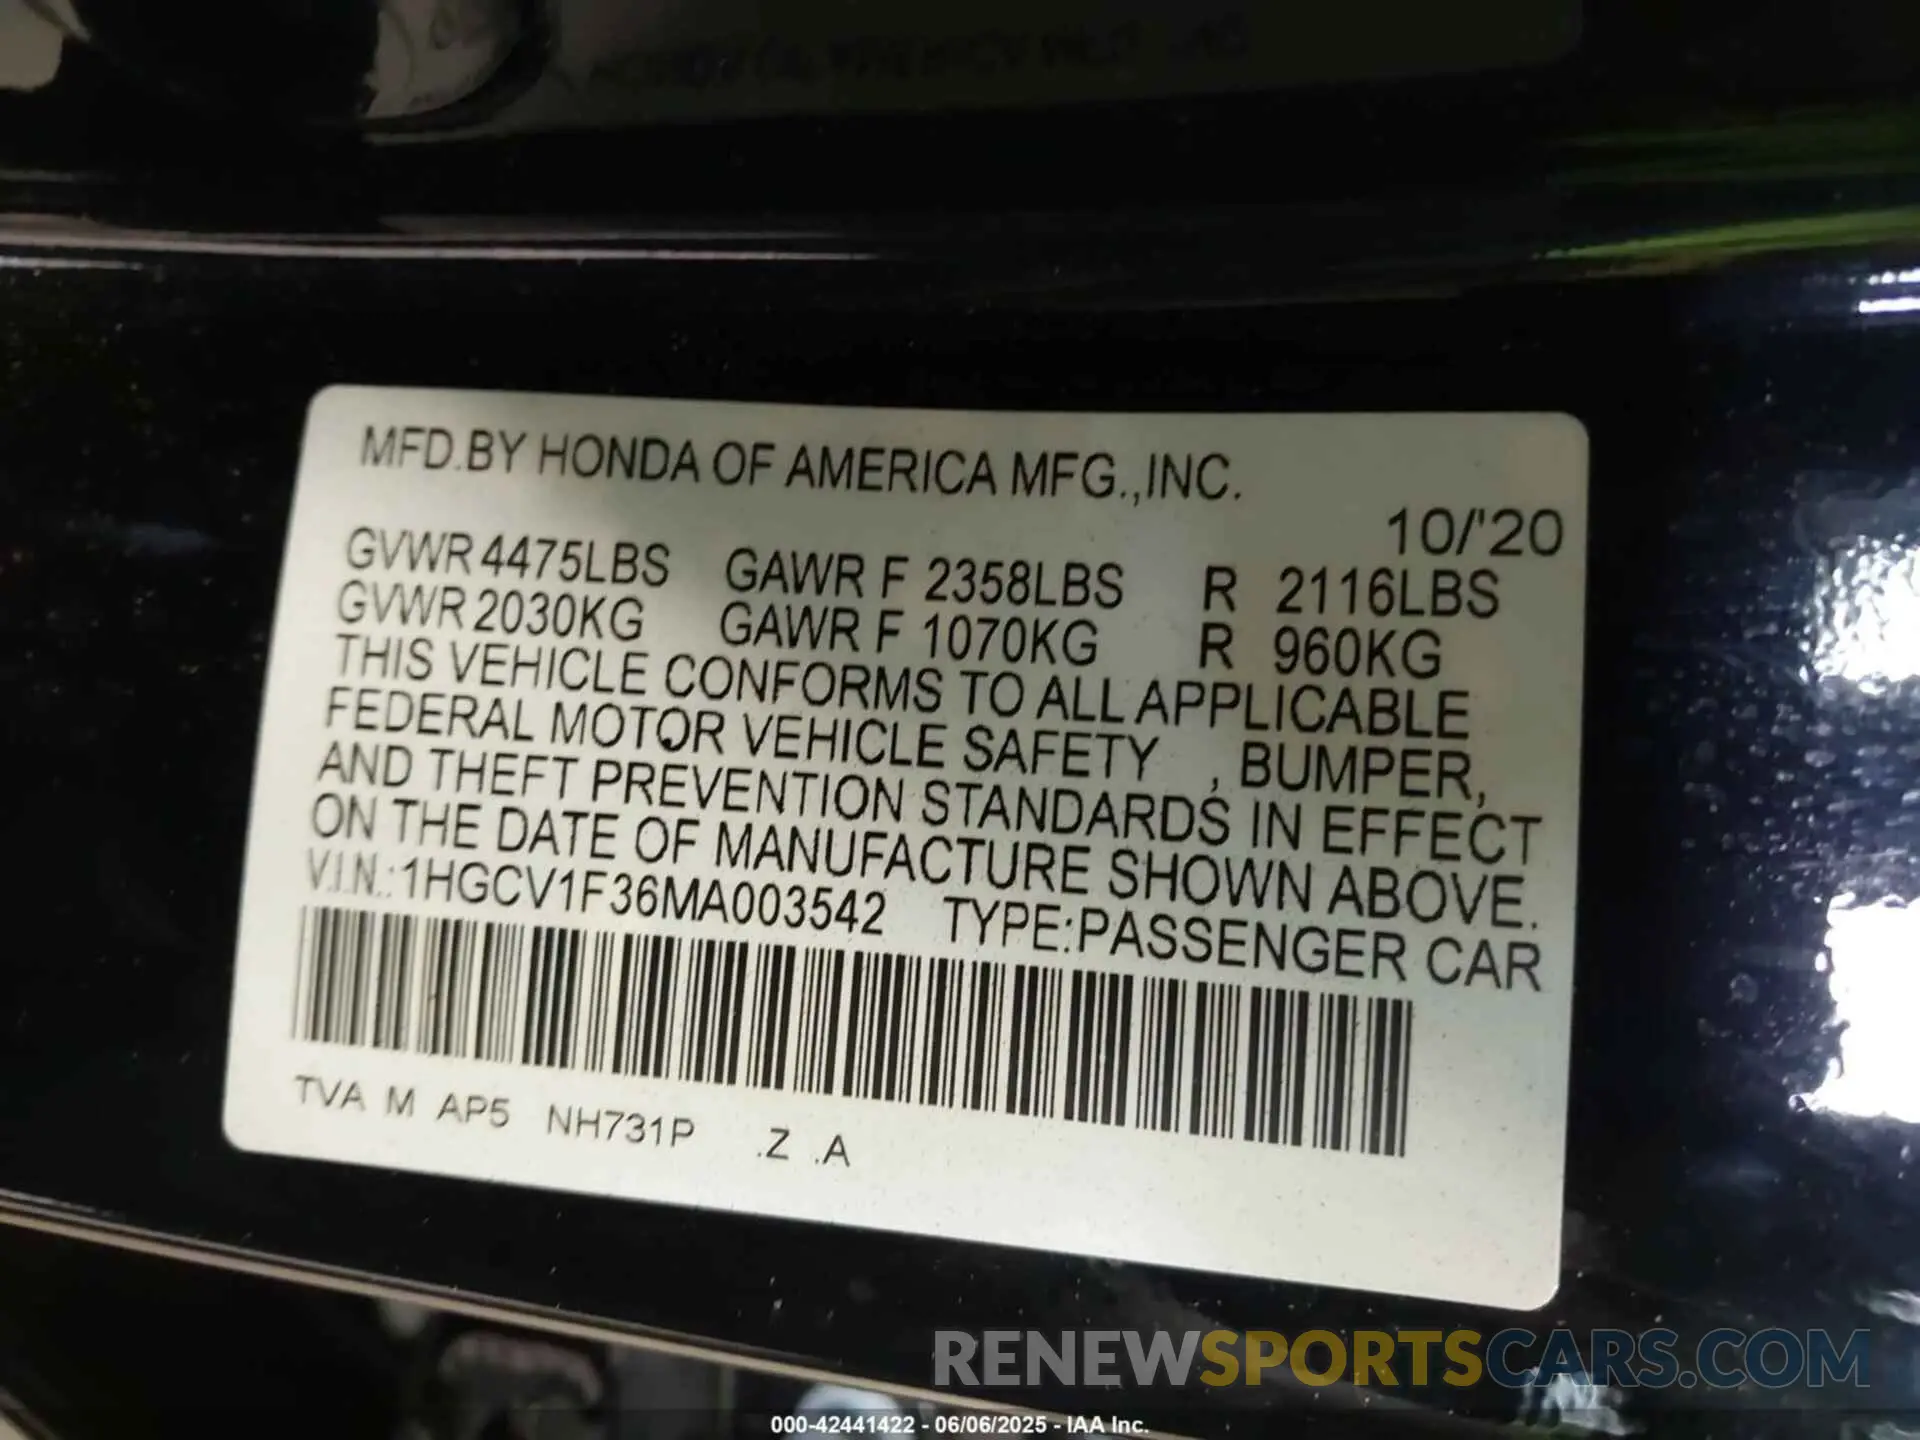 MFD.BY HONDA OF AMERICA MFG.,INC.
10/'20
GVWR 4475LBS GAWR F 2358LBS R 2116LBS
GVWR 2030KG GAWR F 1070KG R 960KG
THIS VEHICLE CONFORMS TO ALL APPLICABLE
FEDERAL MOTOR VEHICLE SAFETY , BUMPER,
AND THEFT PREVENTION STANDARDS IN EFFECT
ON THE DATE OF MANUFACTURE SHOWN ABOVE.
V.I.N.:1HGCV1F36MA003542 TYPE:PASSENGER CAR
TVA M AP5 NH731P .Z .A
RENEWSPORTSCARS.COM
000-42441422 - 06/06/2025 - IAA Inc.